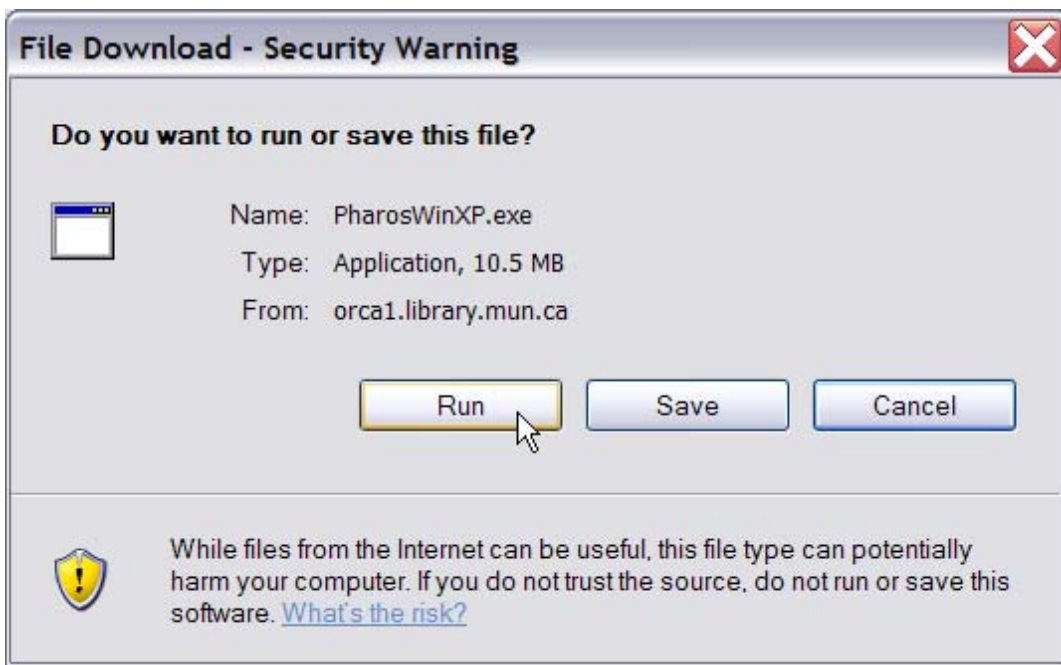 File Download - Security Warning
Do you want to run or save this file?
Name: PharosWinXP.exe
Type: Application, 10.5 MB
From: orca1.library.mun.ca
Run Save Cancel
While files from the Internet can be useful, this file type can potentially
harm your computer. If you do not trust the source, do not run or save this
software. What's the risk?